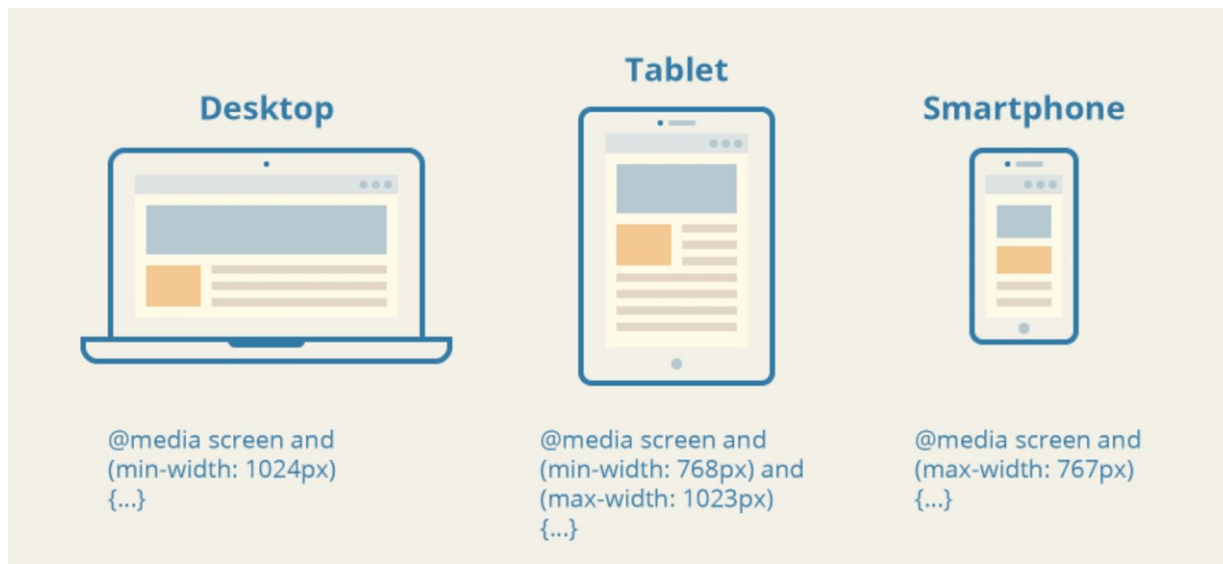 Desktop
@media screen and
(min-width: 1024px)
{...}
Tablet
@media screen and
(min-width: 768px) and
(max-width: 1023px)
{...}
Smartphone
@media screen and
(max-width: 767px)
{...}